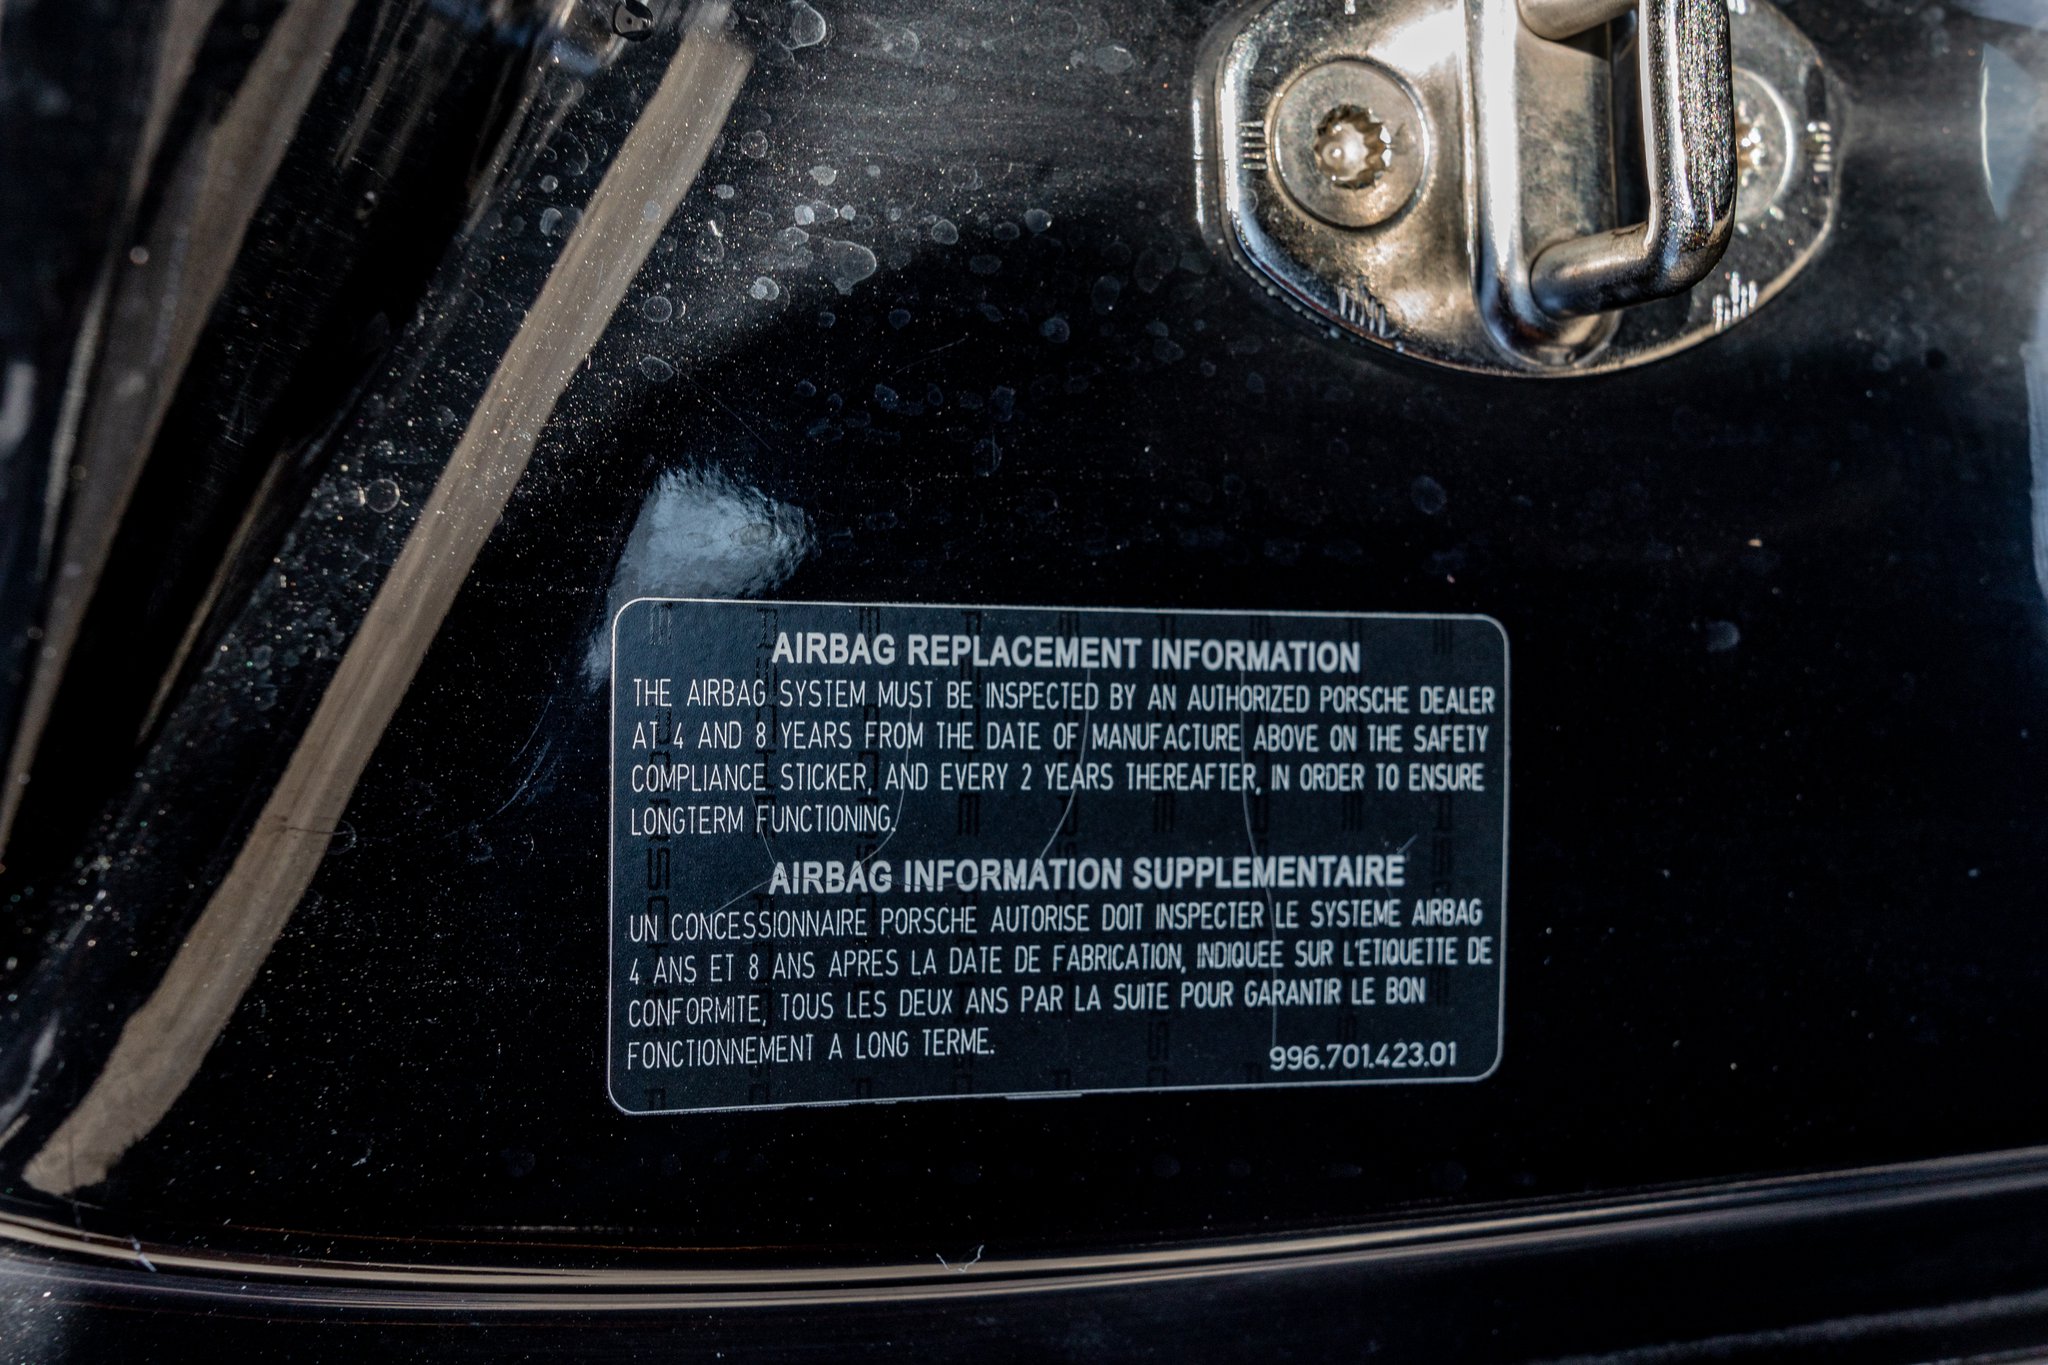 AIRBAG REPLACEMENT INFORMATION
THE AIRBAG SYSTEM MUST BE INSPECTED BY AN AUTHORIZED PORSCHE DEALER
AT 4 AND 8 YEARS FROM THE DATE OF MANUFACTURE ABOVE ON THE SAFETY
COMPLIANCE STICKER, AND EVERY 2 YEARS THEREAFTER, IN ORDER TO ENSURE
LONGTERM FUNCTIONING.
AIRBAG INFORMATION SUPPLEMENTAIRE
UN CONCESSIONNAIRE PORSCHE AUTORISE DOIT INSPECTER LE SYSTEME AIRBAG
4 ANS ET 8 ANS APRES LA DATE DE FABRICATION, INDIQUEE SUR L'ETIQUETTE DE
CONFORMITE, TOUS LES DEUX ANS PAR LA SUITE POUR GARANTIR LE BON
FONCTIONNEMENT A LONG TERME.
996.701.423.01